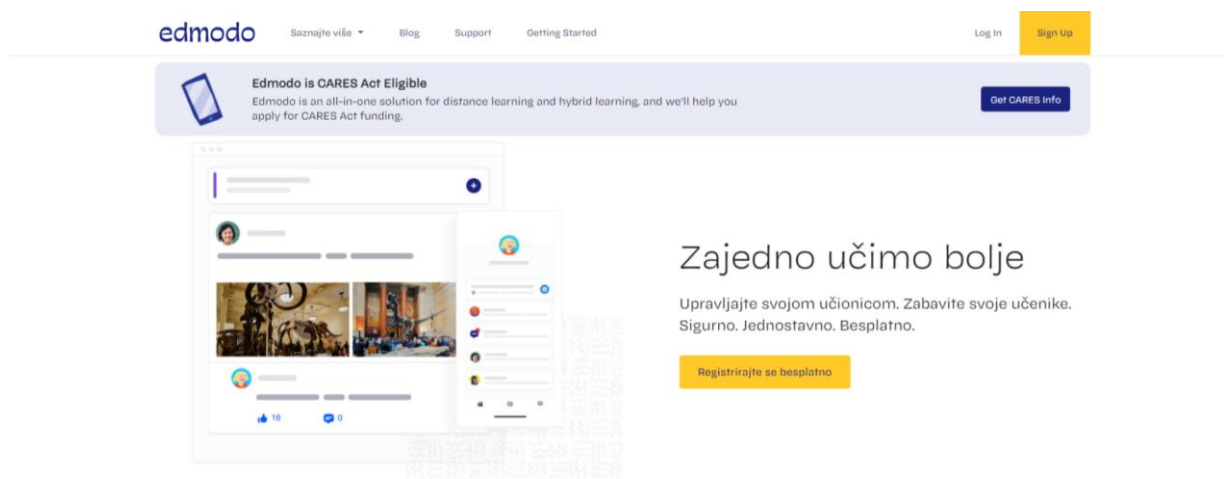 edmodo
Saznajte više
Blog
Support
Getting Started
Log In
Sign Up
Edmodo is CARES Act Eligible
Edmodo is an all-in-one solution for distance learning and hybrid learning, and we'll help you
apply for CARES Act funding.
Get CARES Info
16
0
Zajedno učimo bolje
Upravljajte svojom učionicom. Zabavite svoje učenike.
Sigurno. Jednostavno. Besplatno.
Registrirajte se besplatno